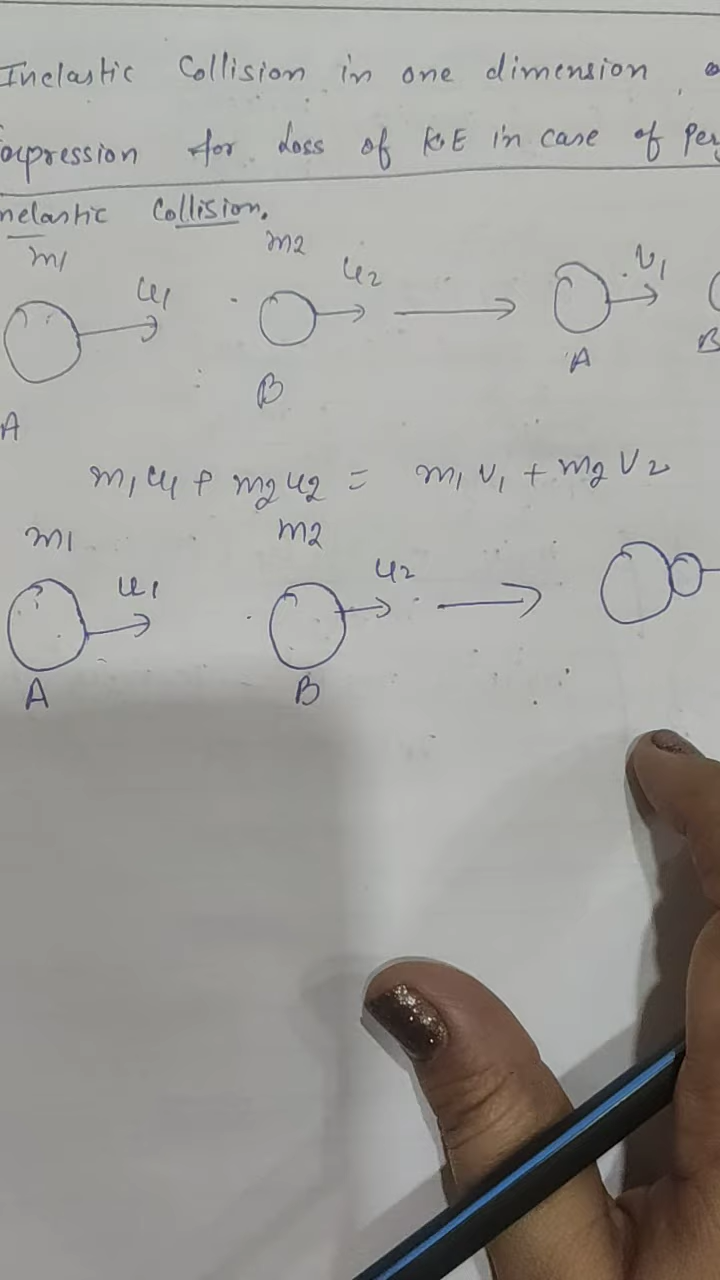 Inelastic Collision in one dimension
expression for Loss of K.E in case of Per
nelastic Collision.
m1 m2
u1 u2 v1
A B A B
m1u1 + m2u2 = m1v1 + m2v2
m1 m2
u1 u2
A B